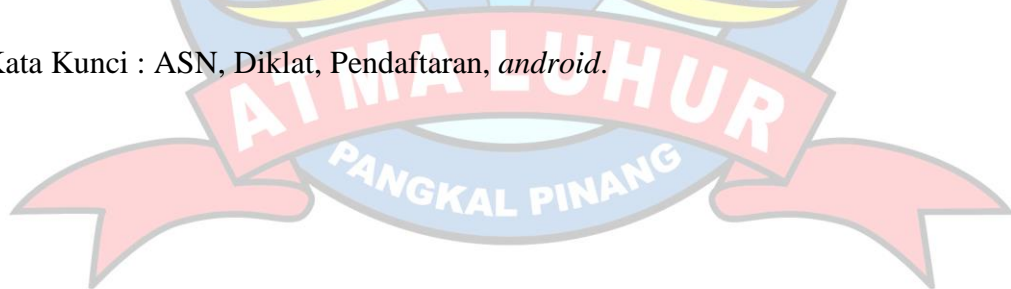 Kata Kunci : ASN, Diklat, Pendaftaran, android.
ATMA LUHUR
PANGKAL PINANG